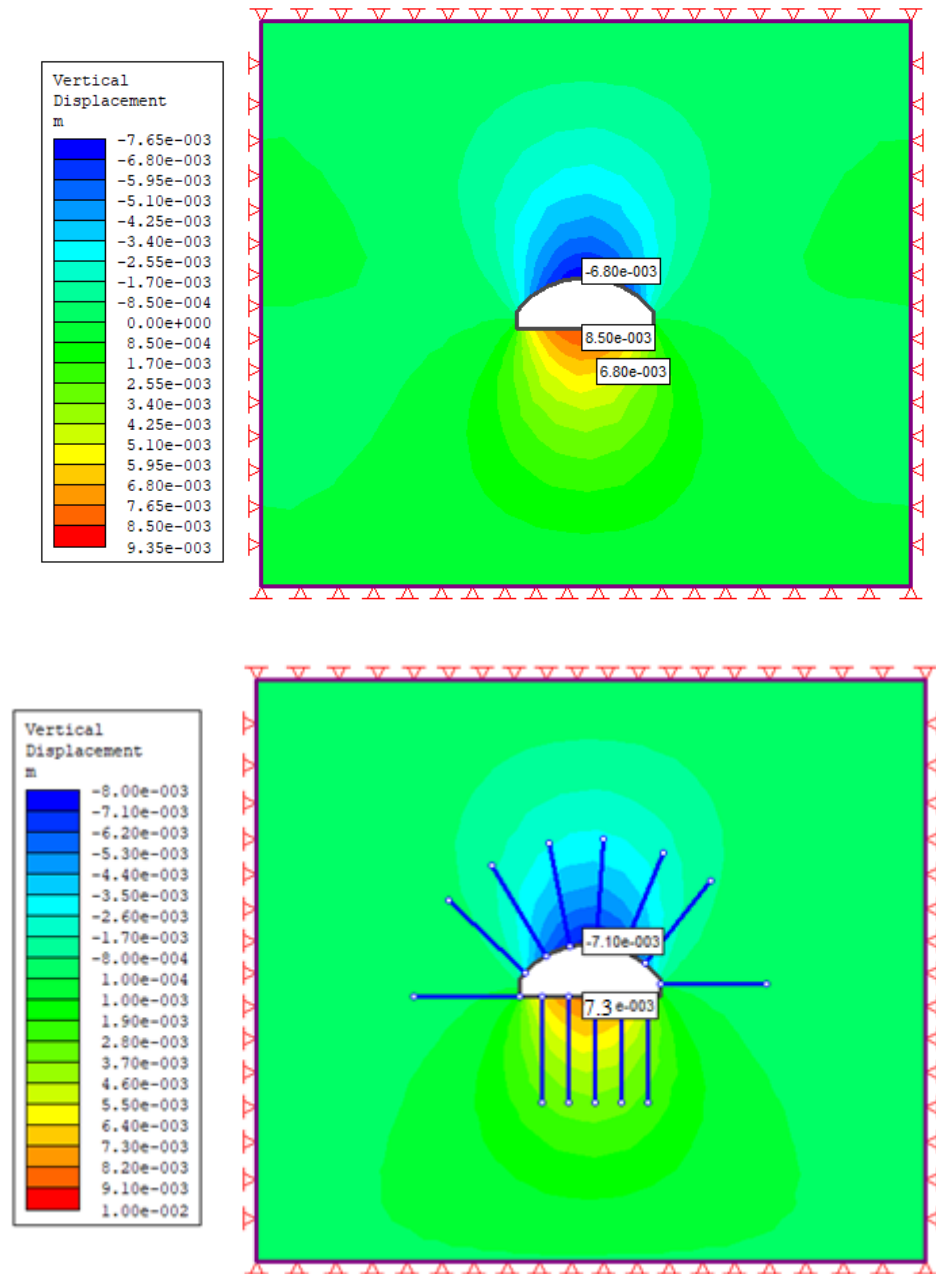 Vertical
Displacement
m
-7.65e-003
-6.80e-003
-5.95e-003
-5.10e-003
-4.25e-003
-3.40e-003
-2.55e-003
-1.70e-003
-8.50e-004
0.00e+000
8.50e-004
1.70e-003
2.55e-003
3.40e-003
4.25e-003
5.10e-003
5.95e-003
6.80e-003
7.65e-003
8.50e-003
9.35e-003
-6.80e-003
8.50e-003
6.80e-003
Vertical
Displacement
m
-8.00e-003
-7.10e-003
-6.20e-003
-5.30e-003
-4.40e-003
-3.50e-003
-2.60e-003
-1.70e-003
-8.00e-004
1.00e-004
1.00e-003
1.90e-003
2.80e-003
3.70e-003
4.60e-003
5.50e-003
6.40e-003
7.30e-003
8.20e-003
9.10e-003
1.00e-002
-7.10e-003
7.3 e-003